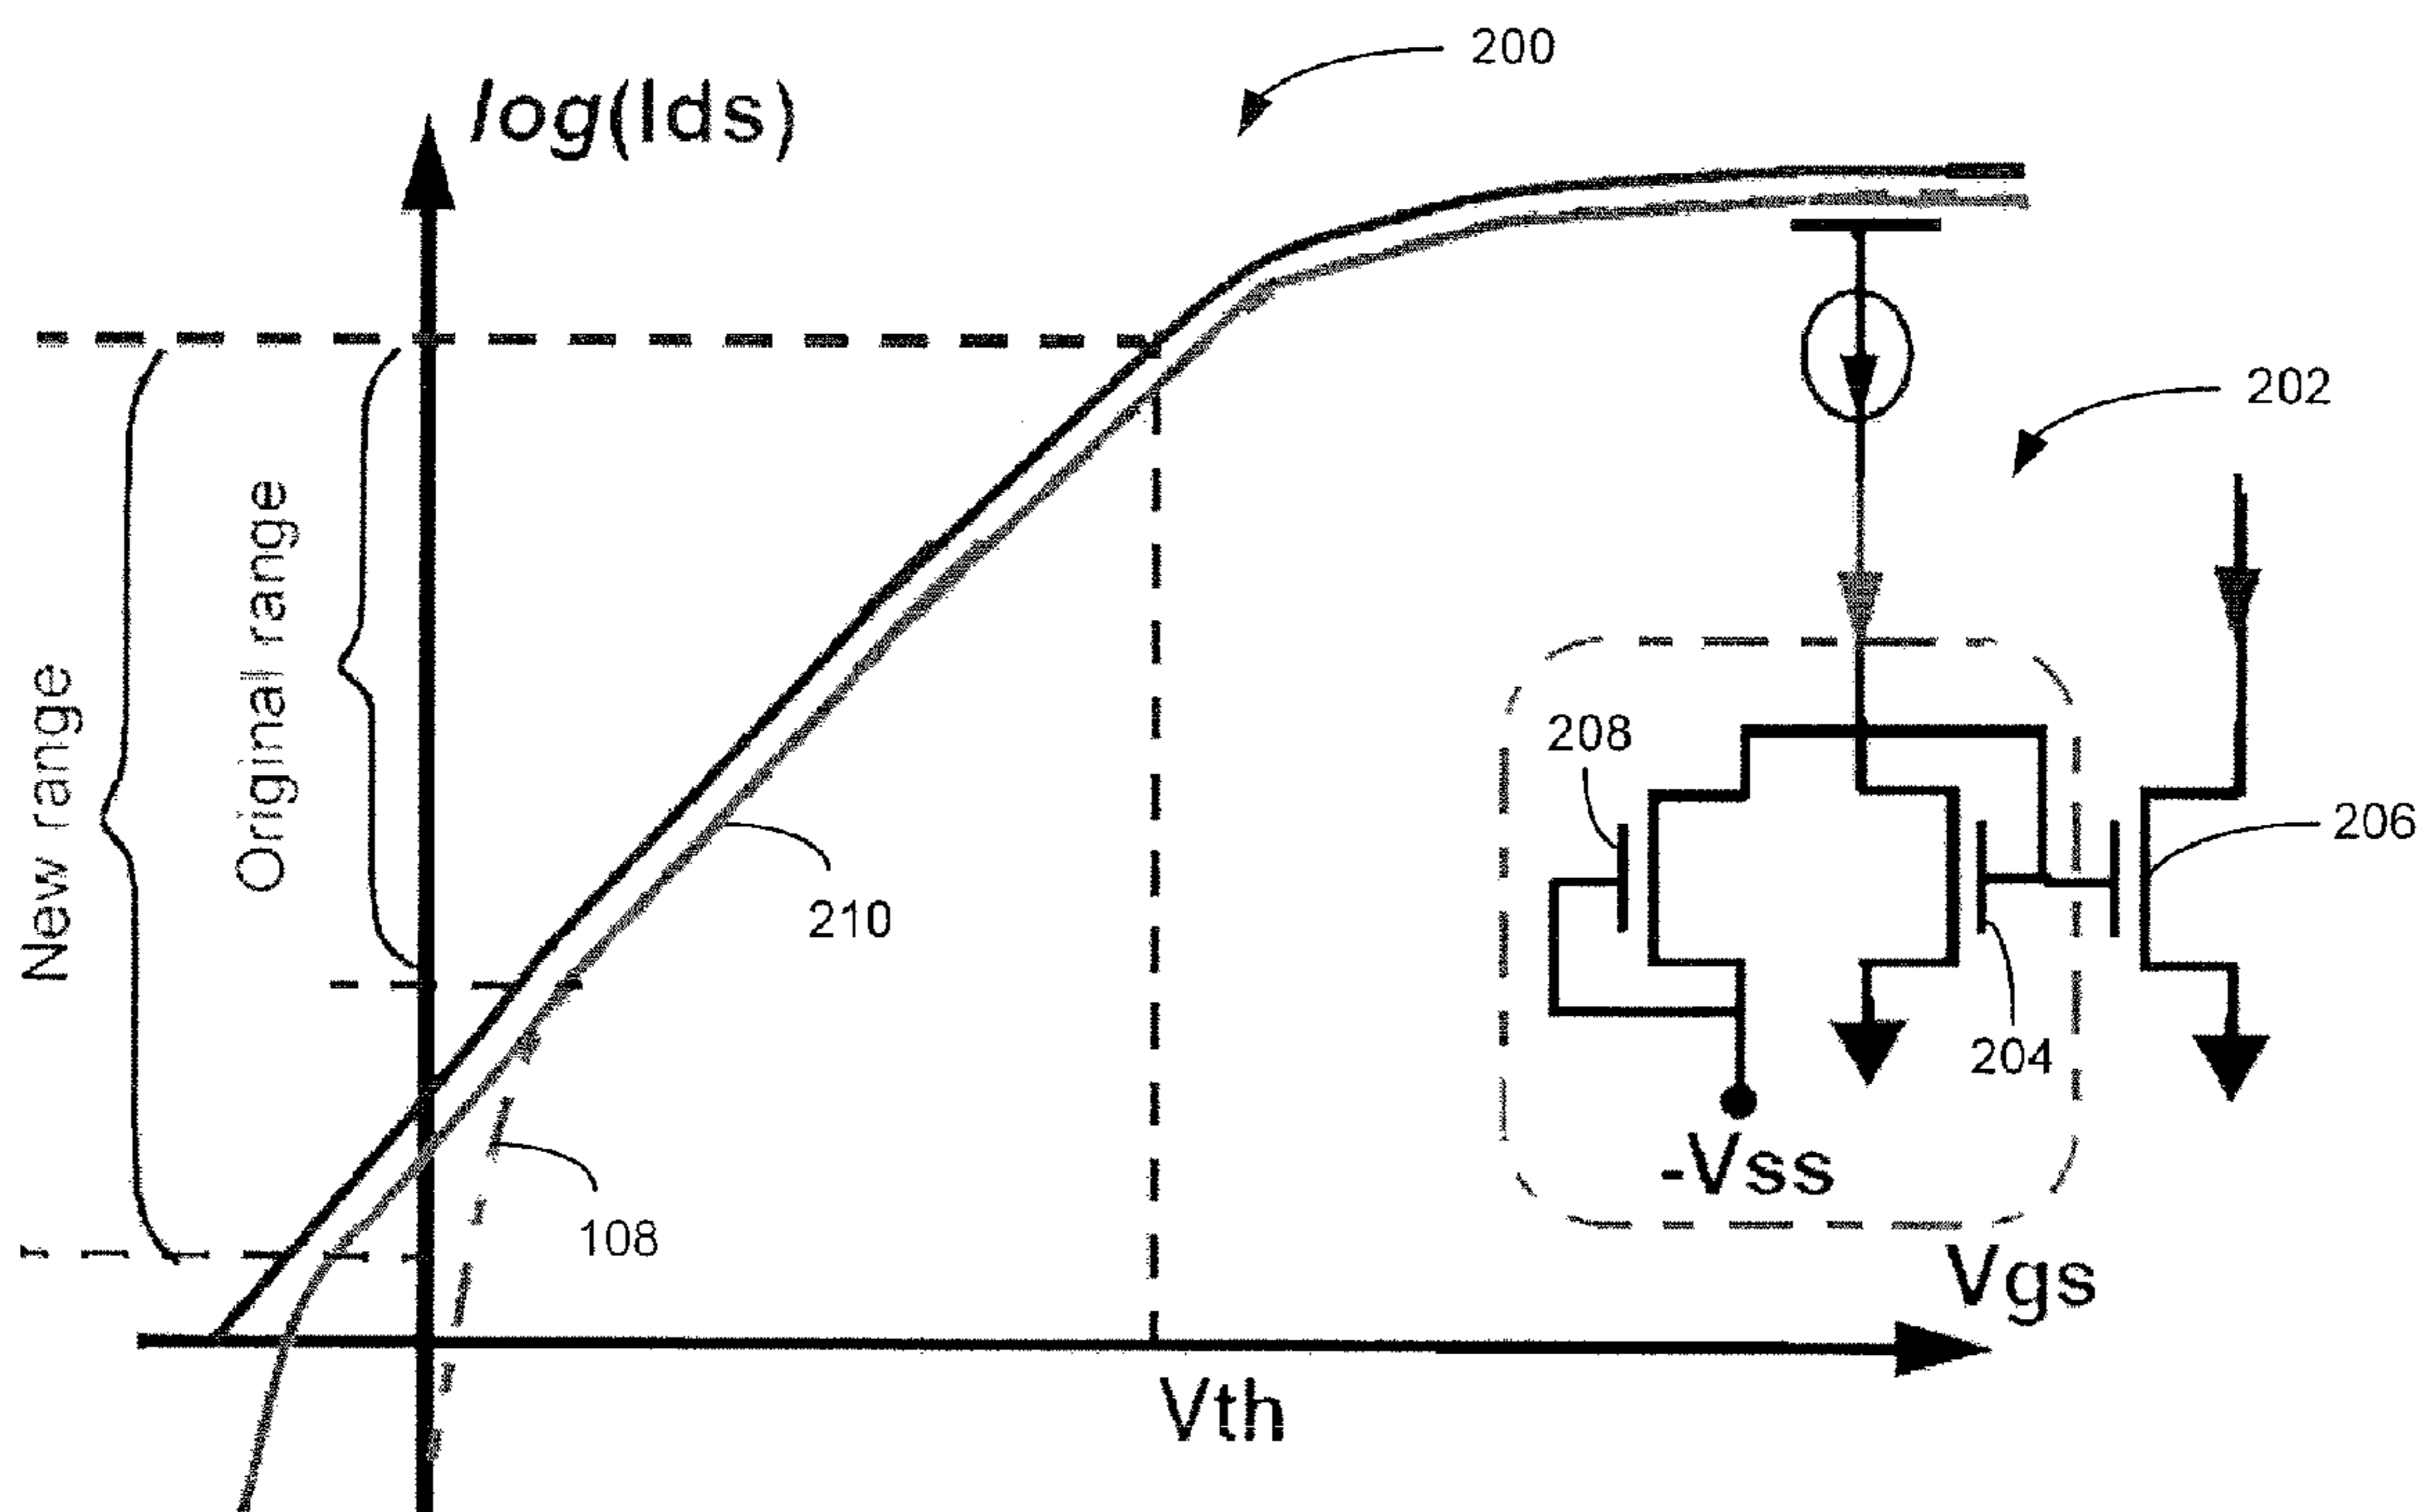 200
log(Ids)
202
Original range
New range
208
206
210
204
-Vss
108
Vgs
Vth